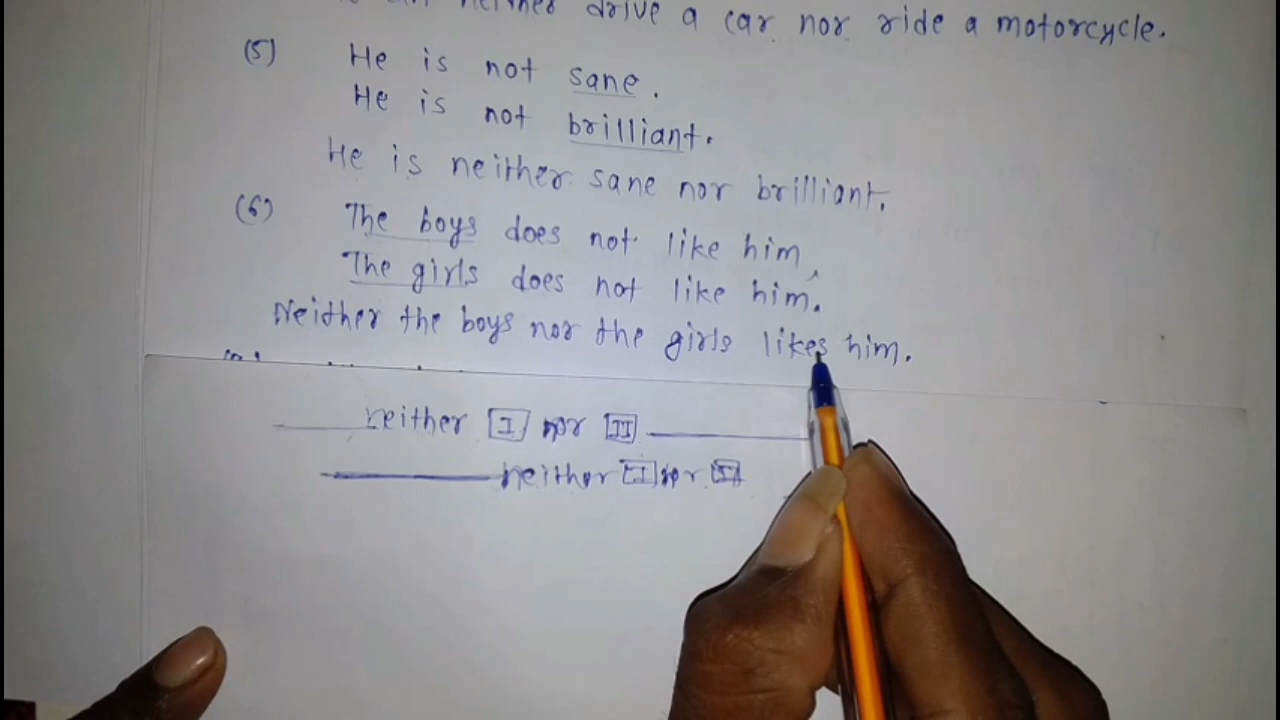 neither drive a car nor ride a motorcycle.
(5) He is not sane.
He is not brilliant.
He is neither sane nor brilliant.
(6) The boys does not like him,
The girls does not like him.
Neither the boys nor the girls likes him.
neither I nor II
neither I nor II